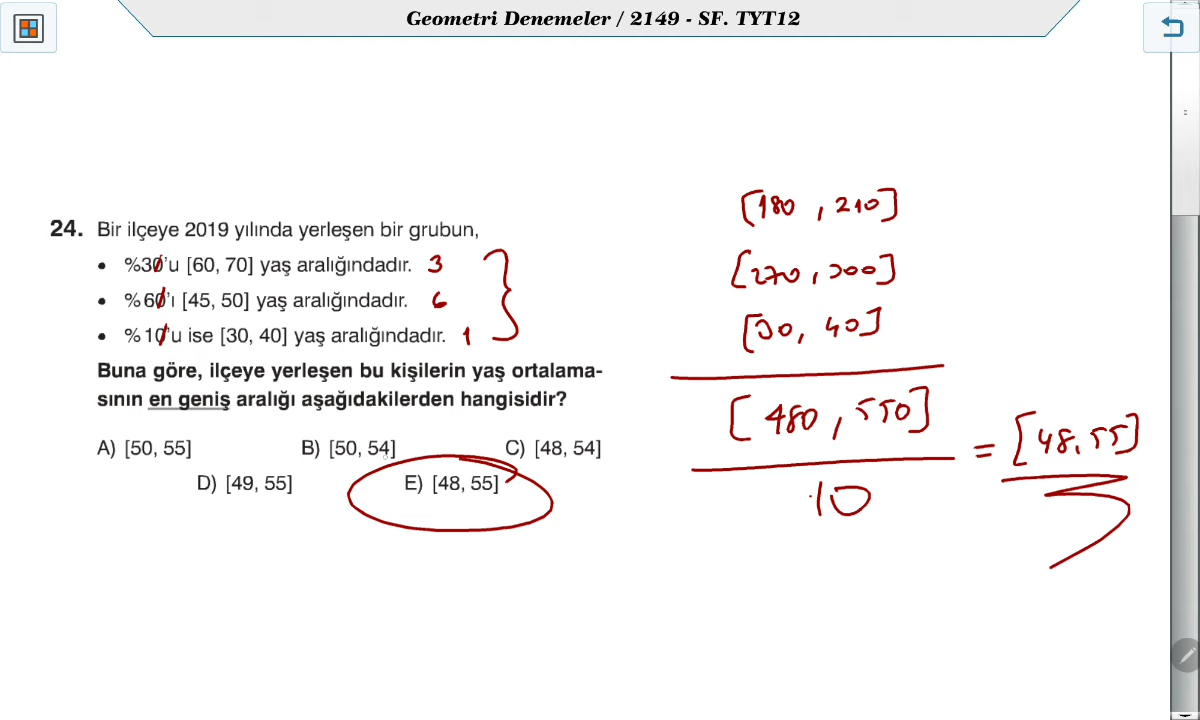 Geometri Denemeler / 2149 - SF. TYT12
24. Bir ilçeye 2019 yılında yerleşen bir grubun,
• %30'u [60, 70] yaş aralığındadır. 3
• %60'ı [45, 50] yaş aralığındadır. 6
• %10'u ise [30, 40] yaş aralığındadır. 1
Buna göre, ilçeye yerleşen bu kişilerin yaş ortalama-
sının en geniş aralığı aşağıdakilerden hangisidir?
A) [50, 55] B) [50, 54] C) [48, 54]
D) [49, 55] E) [48, 55]
[180, 210]
[270, 300]
[30, 40]
[480, 550]
10
= [48, 55]